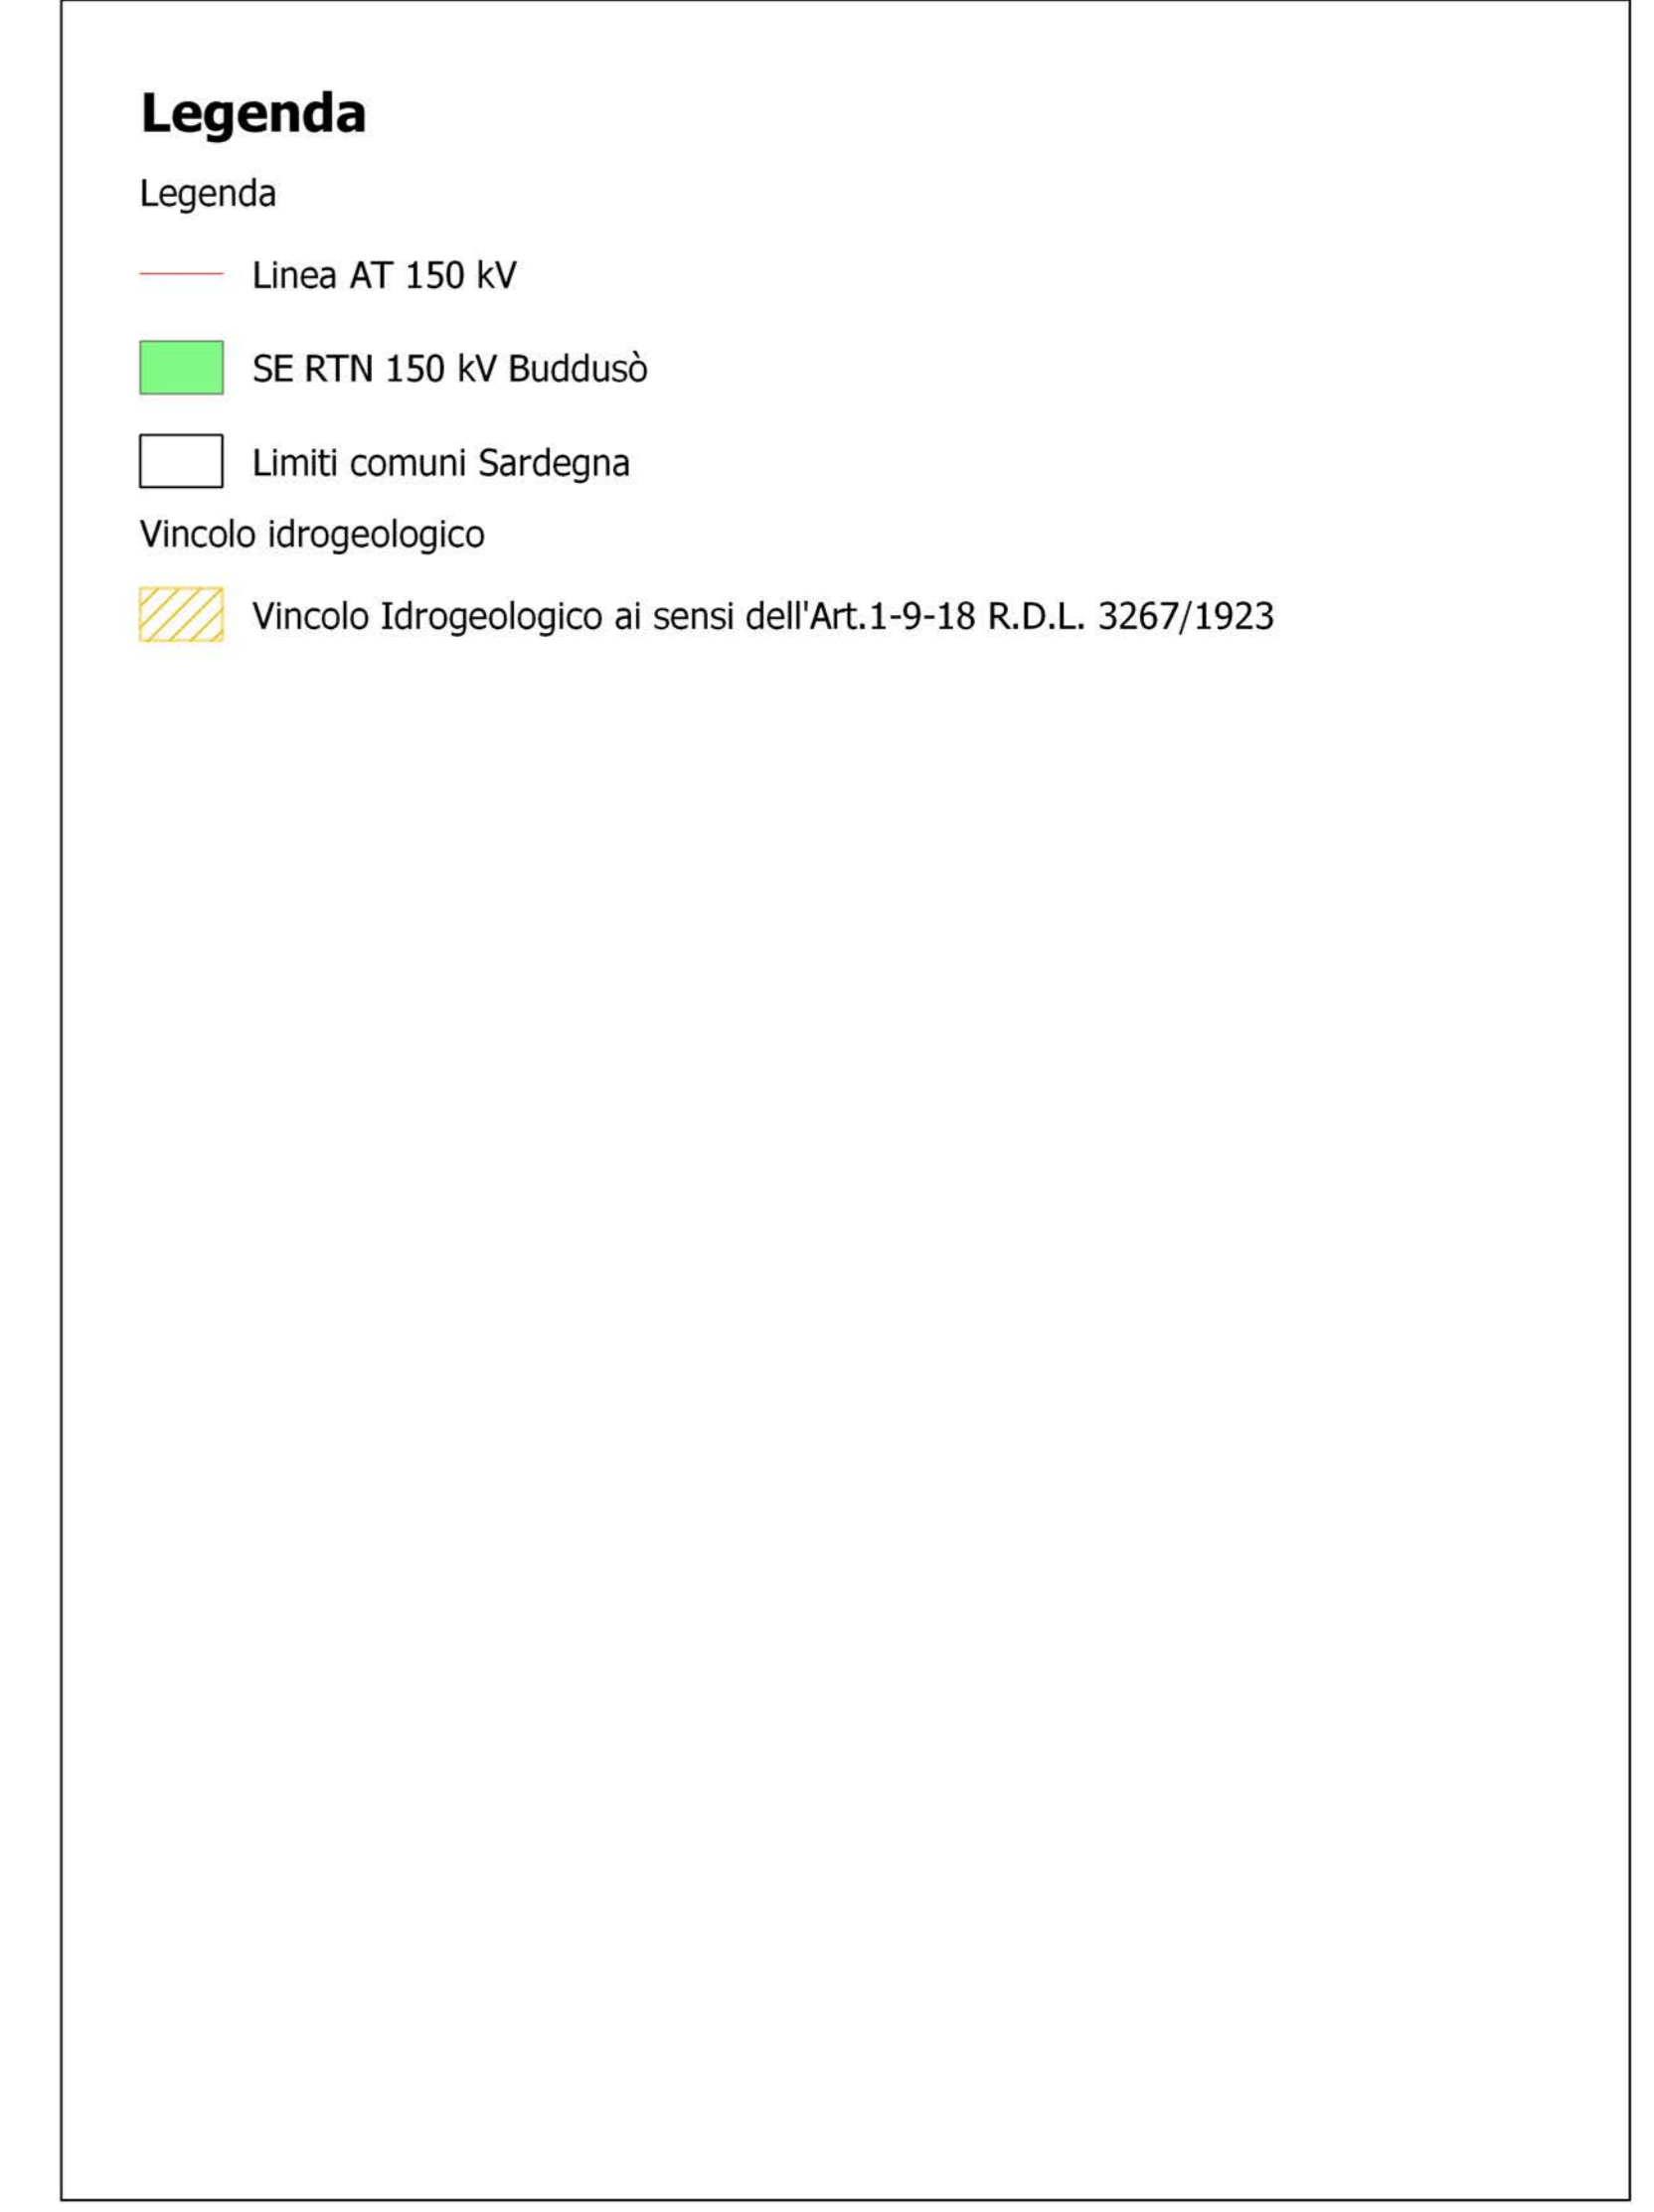 Legenda
Legenda
Linea AT 150 kV
SE RTN 150 kV Buddusò
Limiti comuni Sardegna
Vincolo idrogeologico
Vincolo Idrogeologico ai sensi dell'Art.1-9-18 R.D.L. 3267/1923